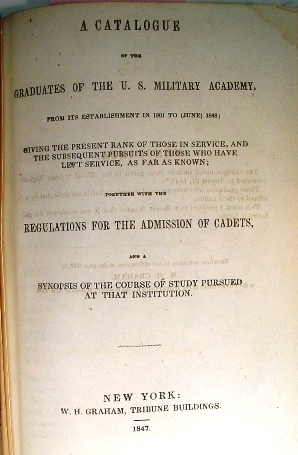 A CATALOGUE
OF THE
GRADUATES OF THE U. S. MILITARY ACADEMY,
FROM ITS ESTABLISHMENT IN 1801 TO (JUNE)
GIVING THE PRESENT RANK OF THOSE IN SERVICE, AND
THE SUBSEQUENT PURSUITS OF THOSE WHO HAVE
LEFT SERVICE, AS FAR AS KNOWN;
TOGETHER WITH THE
REGULATIONS FOR THE ADMISSION OF CADETS,
AND A
SYNOPSIS OF THE COURSE OF STUDY PURSUED
AT THAT INSTITUTION.
NEW YORK:
W. H. GRAHAM, TRIBUNE BUILDINGS.
1847.